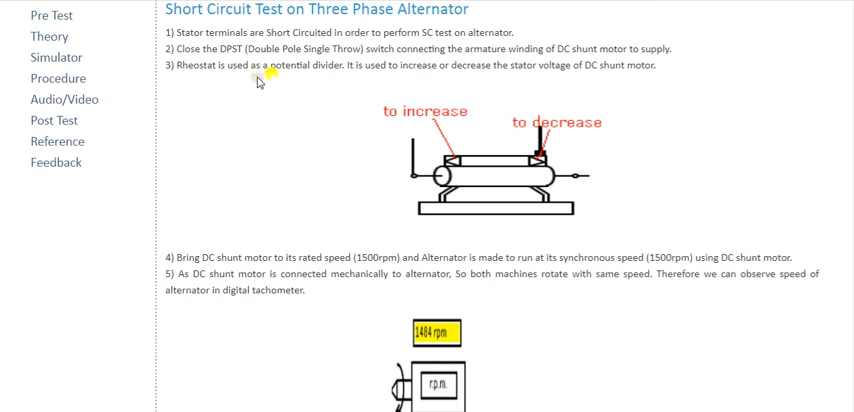 Pre Test
Theory
Simulator
Procedure
Audio/Video
Post Test
Reference
Feedback
Short Circuit Test on Three Phase Alternator
1) Stator terminals are Short Circuited in order to perform SC test on alternator.
2) Close the DPST (Double Pole Single Throw) switch connecting the armature winding of DC shunt motor to supply.
3) Rheostat is used as a potential divider. It is used to increase or decrease the stator voltage of DC shunt motor.
to increase
to decrease
4) Bring DC shunt motor to its rated speed (1500rpm) and Alternator is made to run at its synchronous speed (1500rpm) using DC shunt motor.
5) As DC shunt motor is connected mechanically to alternator, So both machines rotate with same speed. Therefore we can observe speed of
alternator in digital tachometer.
1484 rpm
r.p.m.